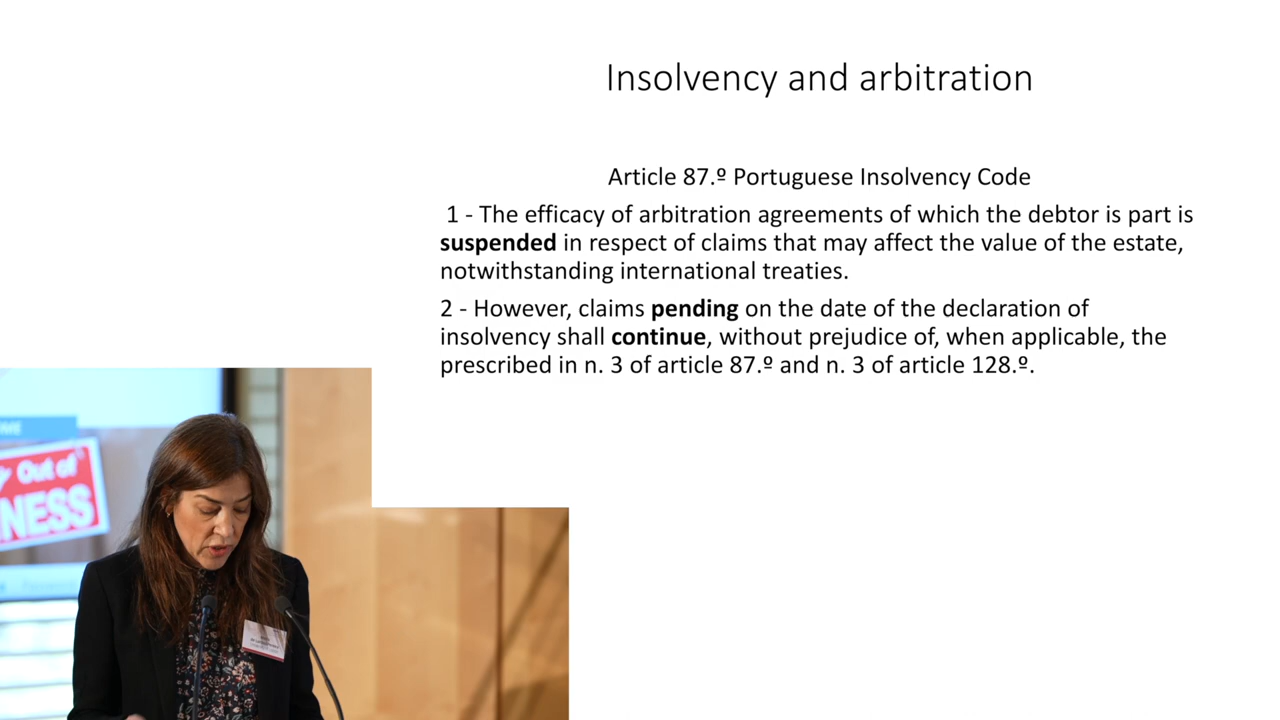 Insolvency and arbitration
Article 87.º Portuguese Insolvency Code
1 - The efficacy of arbitration agreements of which the debtor is part is
suspended in respect of claims that may affect the value of the estate,
notwithstanding international treaties.
2 - However, claims pending on the date of the declaration of
insolvency shall continue, without prejudice of, when applicable, the
prescribed in n. 3 of article 87.º and n. 3 of article 128.º.
Out of
NESS